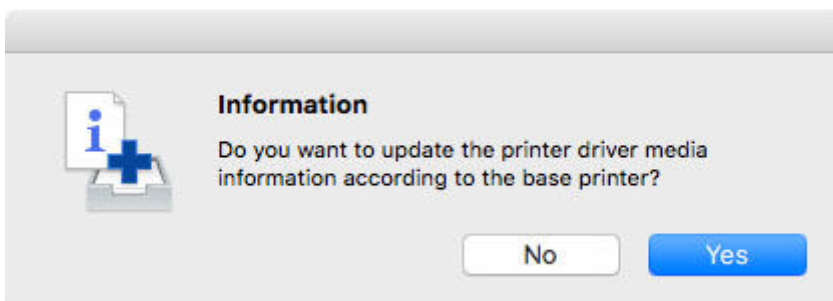 Information
Do you want to update the printer driver media
information according to the base printer?
No
Yes